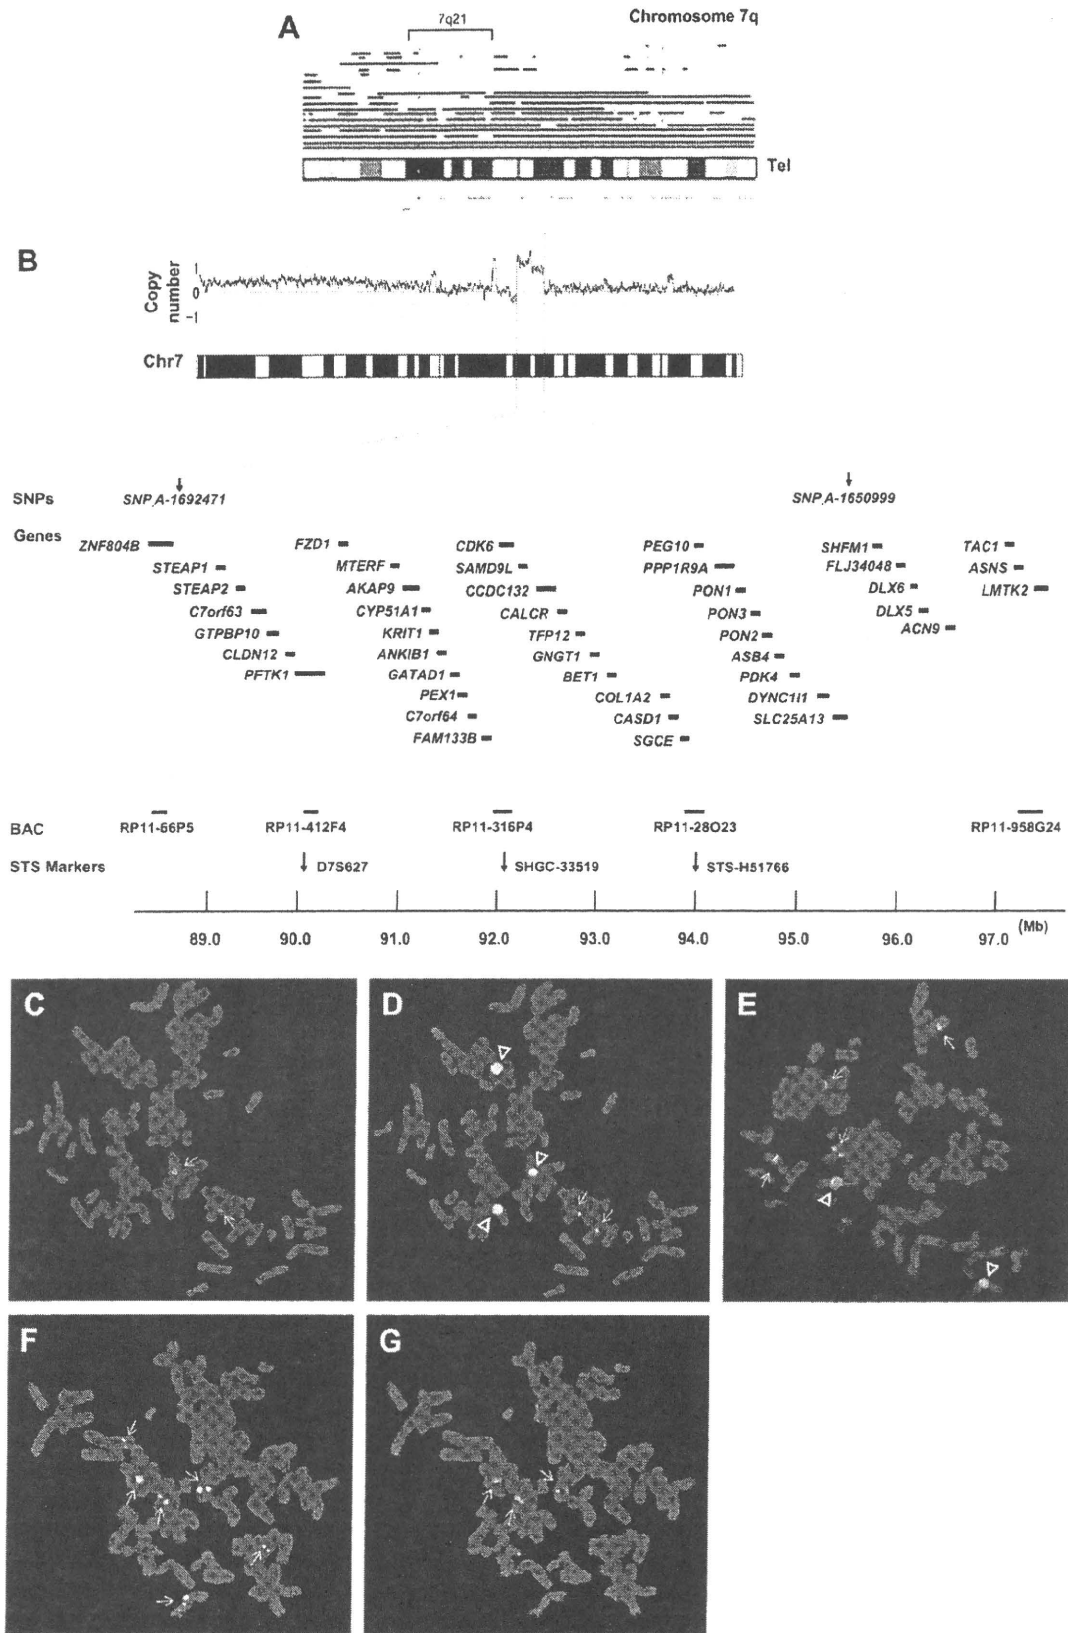 A
7q21
Chromosome 7q
Tel
B
Copy number
1
0
-1
Chr7
SNPs
SNP_A-1692471
SNP_A-1650999
Genes
ZNF804B FZD1 CDK6 PEG10 SHFM1 TAC1
STEAP1 MTERF SAMD9L PPP1R9A FLJ34048 ASNS
STEAP2 AKAP9 CCDC132 PON1 DLX6 LMTK2
C7orf63 CYP51A1 CALCR PON3 DLX5
GTPBP10 KRIT1 TFP12 PON2 ACN9
CLDN12 ANKIB1 GNGT1 ASB4
PFTK1 GATAD1 BET1 PDK4
PEX1 COL1A2 DYNC1I1
C7orf64 CASD1 SLC25A13
FAM133B SGCE
BAC
RP11-66P5 RP11-412F4 RP11-316P4 RP11-28O23 RP11-958G24
STS Markers
D7S627 SHGC-33519 STS-H51766
89.0 90.0 91.0 92.0 93.0 94.0 95.0 96.0 97.0 (Mb)
C D E
F G